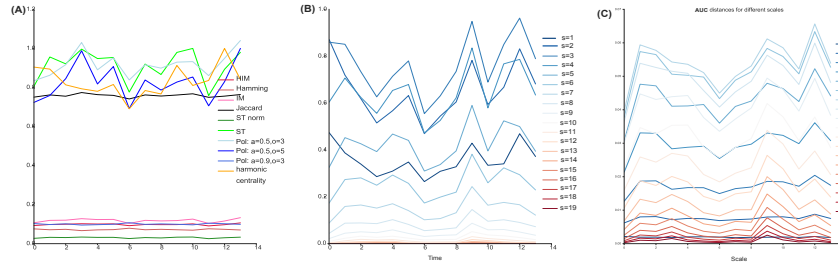 (A)
1.2
1.0
0.8
0.6
0.4
0.2
0.0
0 2 4 6 8 10 12 14
HIM
Hamming
IM
Jaccard
ST norm
ST
Pol: a=0.5,o=3
Pol: a=0.5,o=5
Pol: a=0.9,o=3
harmonic
centrality
(B)
1.0
0.8
0.6
0.4
0.2
0.0
0 2 4 6 8 10 12 14
Time
s=1
s=2
s=3
s=4
s=5
s=6
s=7
s=8
s=9
s=10
s=11
s=12
s=13
s=14
s=15
s=16
s=17
s=18
s=19
(C)
AUC distances for different scales
Scale